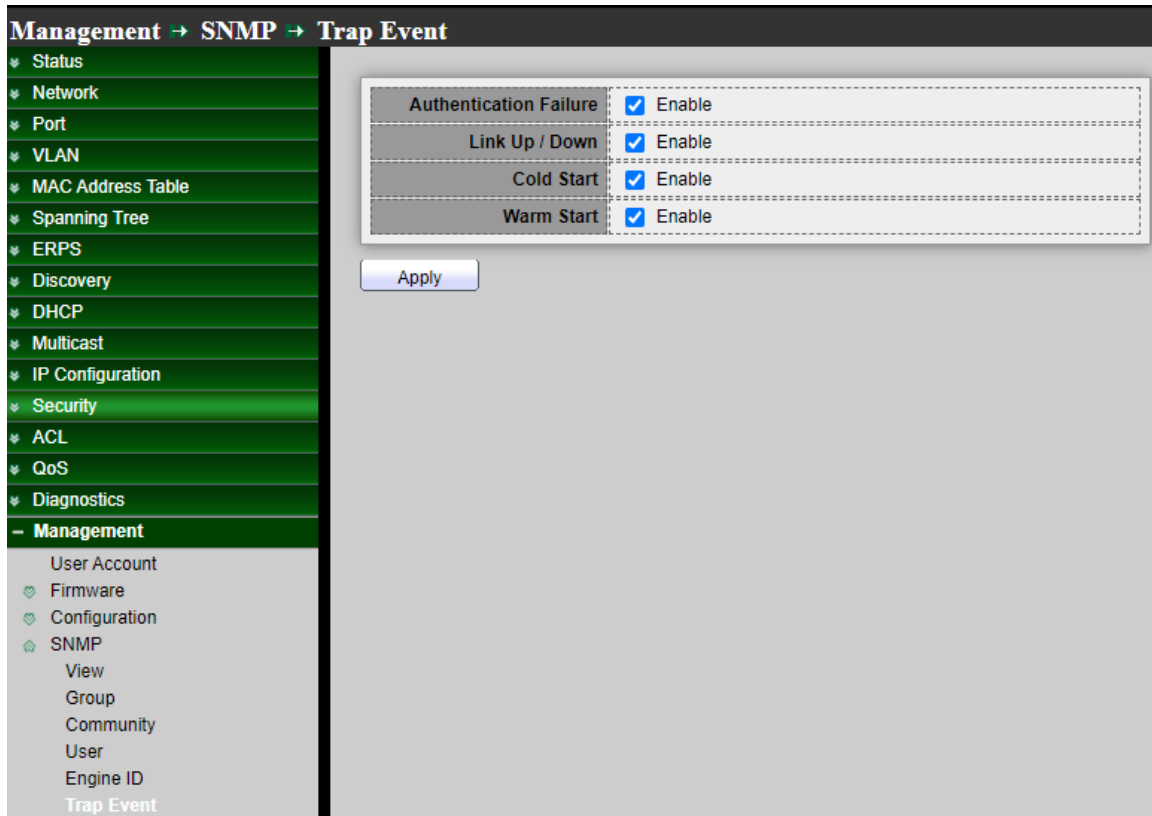 Management → SNMP → Trap Event
Status
Network
Port
VLAN
MAC Address Table
Spanning Tree
ERPS
Discovery
DHCP
Multicast
IP Configuration
Security
ACL
QoS
Diagnostics
– Management
User Account
Firmware
Configuration
SNMP
View
Group
Community
User
Engine ID
Trap Event
Authentication Failure Enable
Link Up / Down Enable
Cold Start Enable
Warm Start Enable
Apply